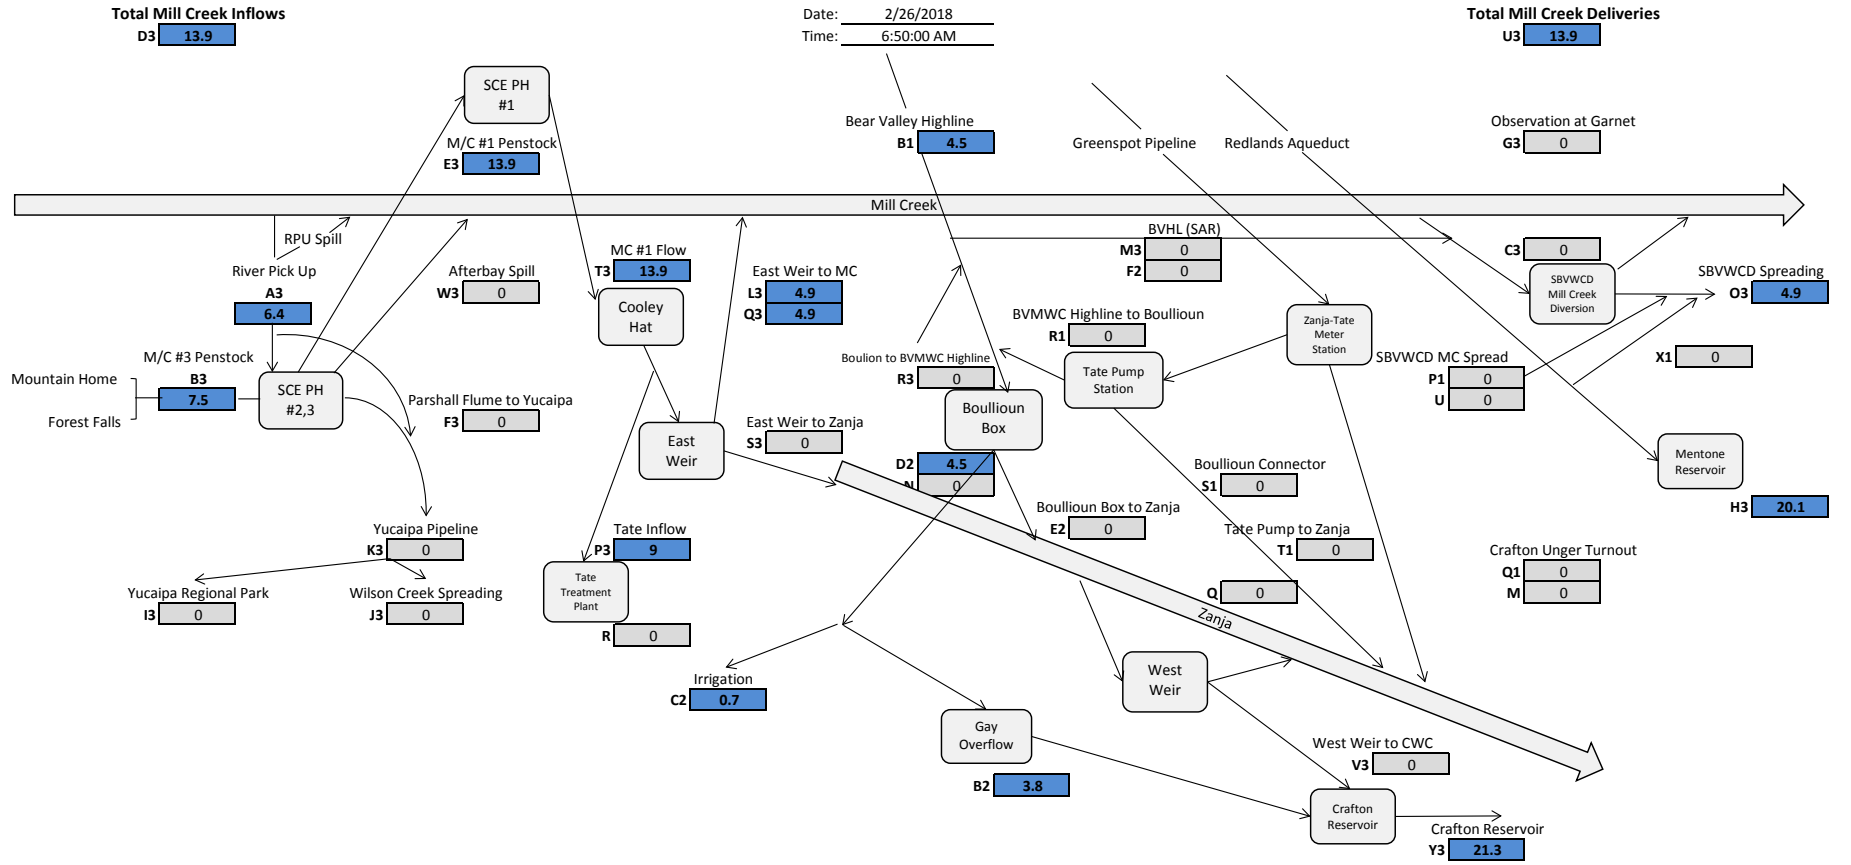 Total Mill Creek Inflows
D3 13.9
Date: 2/26/2018
Time: 6:50:00 AM
Total Mill Creek Deliveries
U3 13.9
SCE PH
#1
M/C #1 Penstock
E3 13.9
Bear Valley Highline
B1 4.5
Greenspot Pipeline
Redlands Aqueduct
Observation at Garnet
G3 0
Mill Creek
RPU Spill
River Pick Up
A3
6.4
Afterbay Spill
W3 0
MC #1 Flow
T3 13.9
Cooley
Hat
East Weir to MC
L3 4.9
Q3 4.9
BVHL (SAR)
M3 0
F2 0
C3 0
SBVWCD
Mill Creek
Diversion
SBVWCD Spreading
O3 4.9
BVMWC Highline to Boullioun
R1 0
Zanja-Tate
Meter
Station
M/C #3 Penstock
B3
7.5
Mountain Home
Forest Falls
SCE PH
#2,3
Parshall Flume to Yucaipa
F3 0
Boulion to BVMWC Highline
R3 0
Tate Pump
Station
SBVWCD MC Spread
P1 0
U 0
X1 0
Boullioun
Box
East
Weir
East Weir to Zanja
S3 0
D2 4.5
N 0
Boullioun Connector
S1 0
Mentone
Reservoir
H3 20.1
Yucaipa Pipeline
K3 0
Tate Inflow
P3 9
Boullioun Box to Zanja
E2 0
Tate Pump to Zanja
T1 0
Crafton Unger Turnout
Q1 0
M 0
Yucaipa Regional Park
I3 0
Wilson Creek Spreading
J3 0
Tate
Treatment
Plant
R 0
Q 0
Zanja
Irrigation
C2 0.7
West
Weir
Gay
Overflow
B2 3.8
West Weir to CWC
V3 0
Crafton
Reservoir
Crafton Reservoir
Y3 21.3